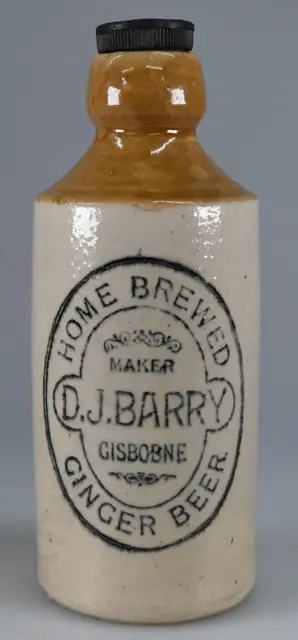 HOME BREWED
MAKER
D.J.BARRY
GISBORNE
GINGER BEER